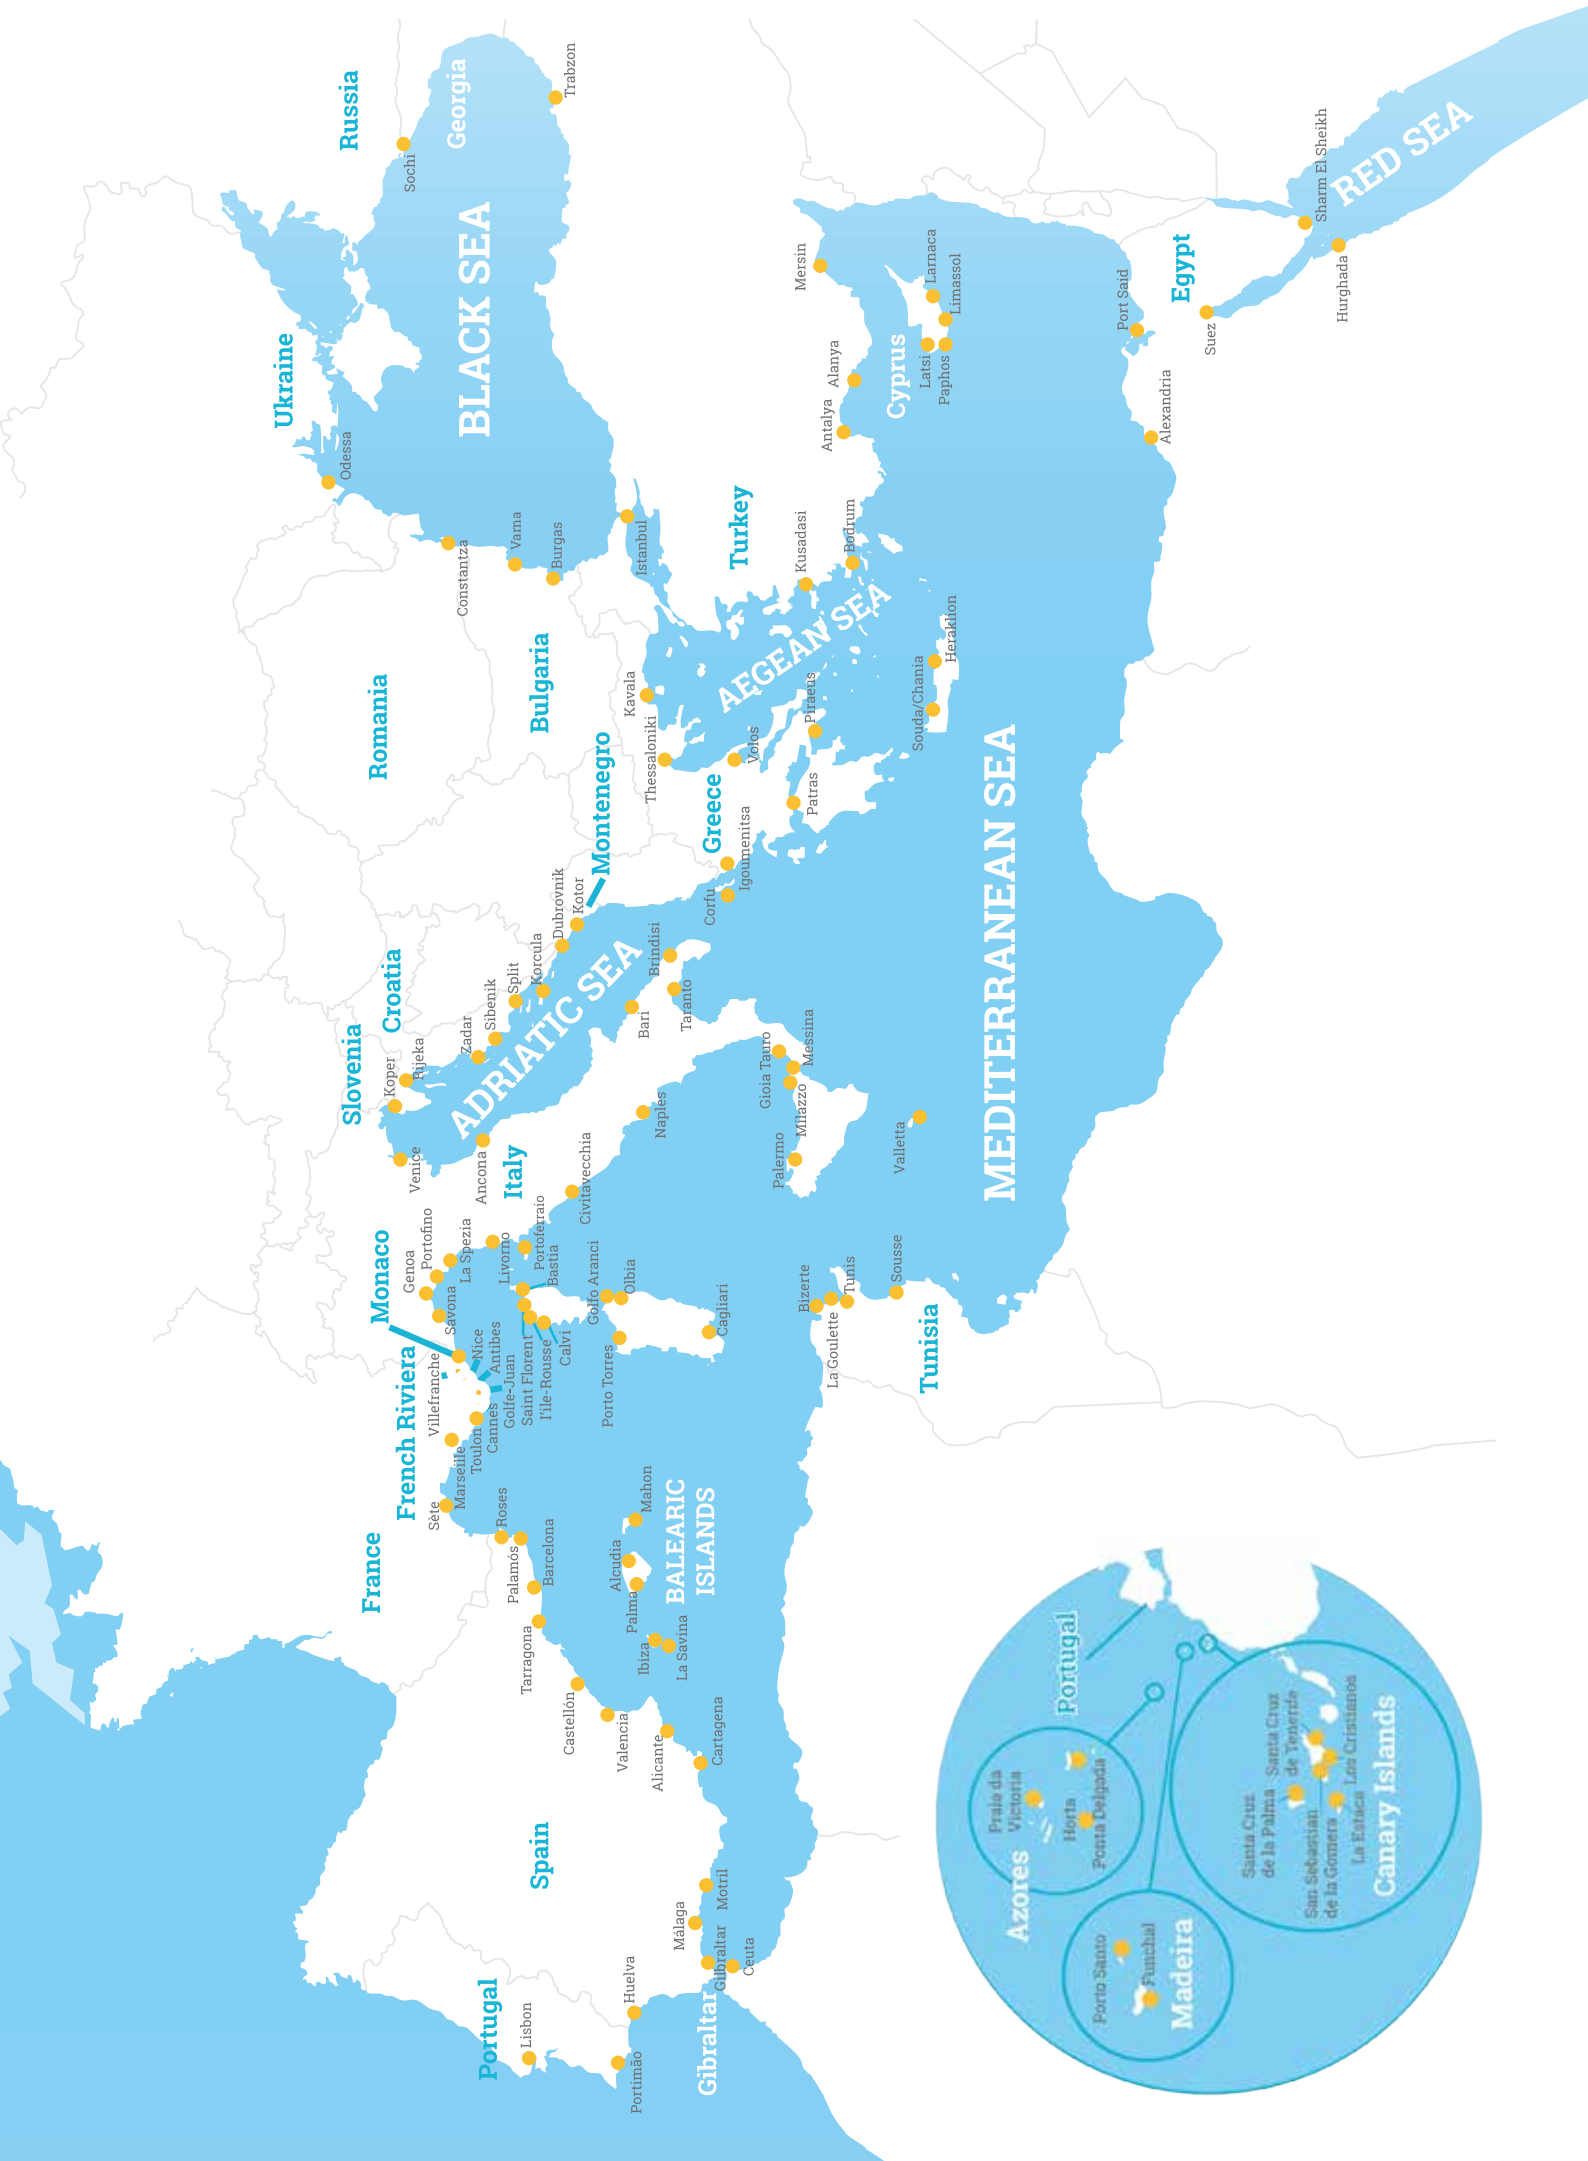 Russia
Georgia
Ukraine
BLACK SEA
Sochi
Trabzon
Odessa
Constantza
Varna
Burgas
Istanbul
Romania
Bulgaria
Turkey
Montenegro
Greece
AEGEAN SEA
Kavala
Thessaloniki
Volos
Piraeus
Patras
Igoumenitsa
Corfu
Souda/Chania
Heraklion
Kusadasi
Bodrum
Antalya
Alanya
Mersin
Cyprus
Latsi
Paphos
Limassol
Larnaca
Egypt
Port Said
Alexandria
Suez
Hurghada
Sharm El Sheikh
RED SEA
MEDITERRANEAN SEA
Slovenia
Croatia
Koper
Rijeka
Zadar
Sibenik
Split
Korcula
Dubrovnik
Kotor
ADRIATIC SEA
Italy
Venice
Ancona
Bari
Brindisi
Taranto
Gioia Tauro
Messina
Milazzo
Palermo
Naples
Civitavecchia
Portoferraio
Livorno
La Spezia
Portofino
Genoa
Savona
Bastia
Saint Florent
l'ile-Rousse
Calvi
Golfo Aranci
Olbia
Porto Torres
Cagliari
Valletta
Tunisia
Bizerte
La Goulette
Tunis
Sousse
Monaco
French Riviera
Villefranche
Nice
Antibes
Golfe-Juan
Cannes
Toulon
Marseille
Sète
France
Roses
Palamós
Barcelona
Tarragona
Castellón
Valencia
Alicante
Cartagena
BALEARIC
ISLANDS
Mahon
Alcudia
Palma
Ibiza
La Savina
Spain
Motril
Málaga
Gibraltar
Gibraltar
Ceuta
Huelva
Portugal
Lisbon
Portimão
Portugal
Azores
Praia da
Victoria
Horta
Ponta Delgada
Madeira
Porto Santo
Funchal
Canary Islands
Santa Cruz
de la Palma
Santa Cruz
de Tenerife
San Sebastian
de la Gomera
La Estaca
Los Cristianos